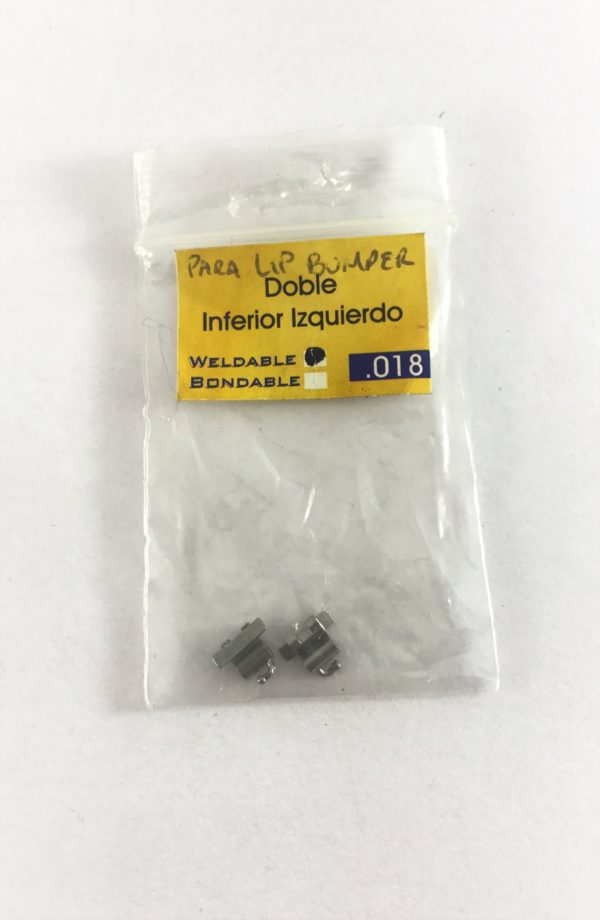 PARA LIP BUMPER
Doble
Inferior Izquierdo
WELDABLE
BONDABLE
.018